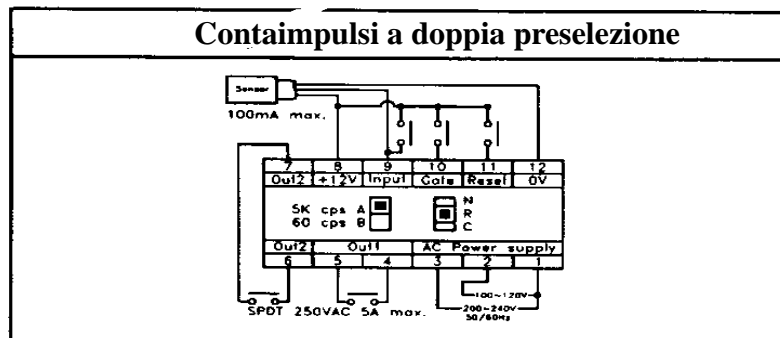 Contaimpulsi a doppia preselezione
Sensor
100mA max.
7 8 9 10 11 12
Out2 +12V Input Gate Reset 0V
5K cps A
60 cps B
N
R
C
Out2 Out1 AC Power supply
6 5 4 3 2 1
100~120V
200~240V
50/60Hz
SPDT 250VAC 5A max.